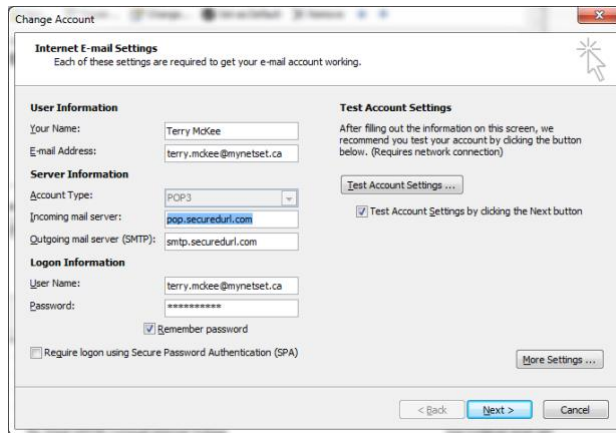 Change Account
Internet E-mail Settings
Each of these settings are required to get your e-mail account working.
User Information
Your Name: Terry McKee
E-mail Address: terry.mckee@mynetset.ca
Server Information
Account Type: POP3
Incoming mail server: pop.securedurl.com
Outgoing mail server (SMTP): smtp.securedurl.com
Logon Information
User Name: terry.mckee@mynetset.ca
Password: **********
Remember password
Require logon using Secure Password Authentication (SPA)
Test Account Settings
After filling out the information on this screen, we
recommend you test your account by clicking the button
below. (Requires network connection)
Test Account Settings ...
Test Account Settings by clicking the Next button
More Settings ...
< Back
Next >
Cancel